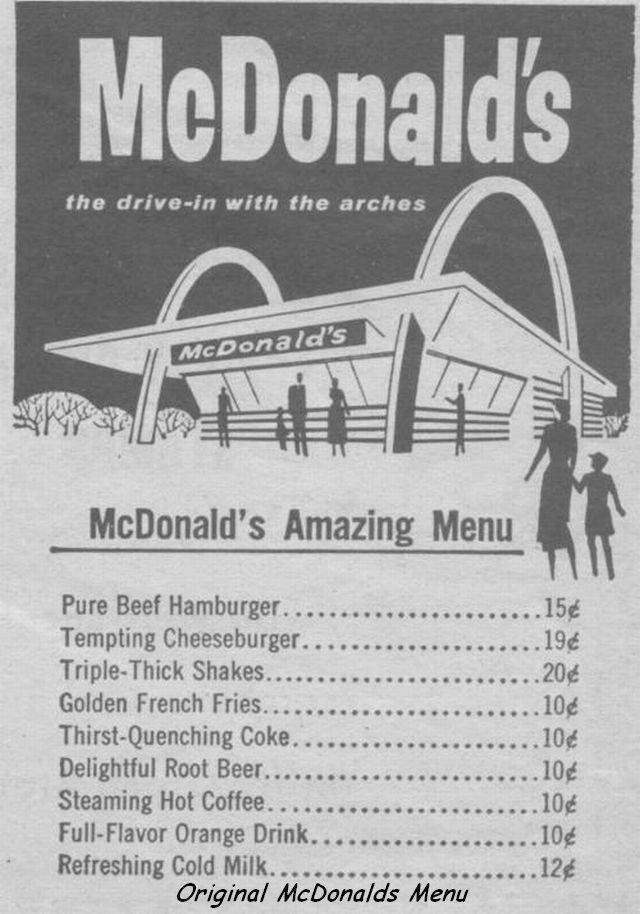 McDonald's
the drive-in with the arches
McDonald's
McDonald's Amazing Menu
Pure Beef Hamburger.......................15¢
Tempting Cheeseburger.....................19¢
Triple-Thick Shakes........................20¢
Golden French Fries........................10¢
Thirst-Quenching Coke.....................10¢
Delightful Root Beer........................10¢
Steaming Hot Coffee.......................10¢
Full-Flavor Orange Drink...................10¢
Refreshing Cold Milk.......................12¢
Original McDonalds Menu